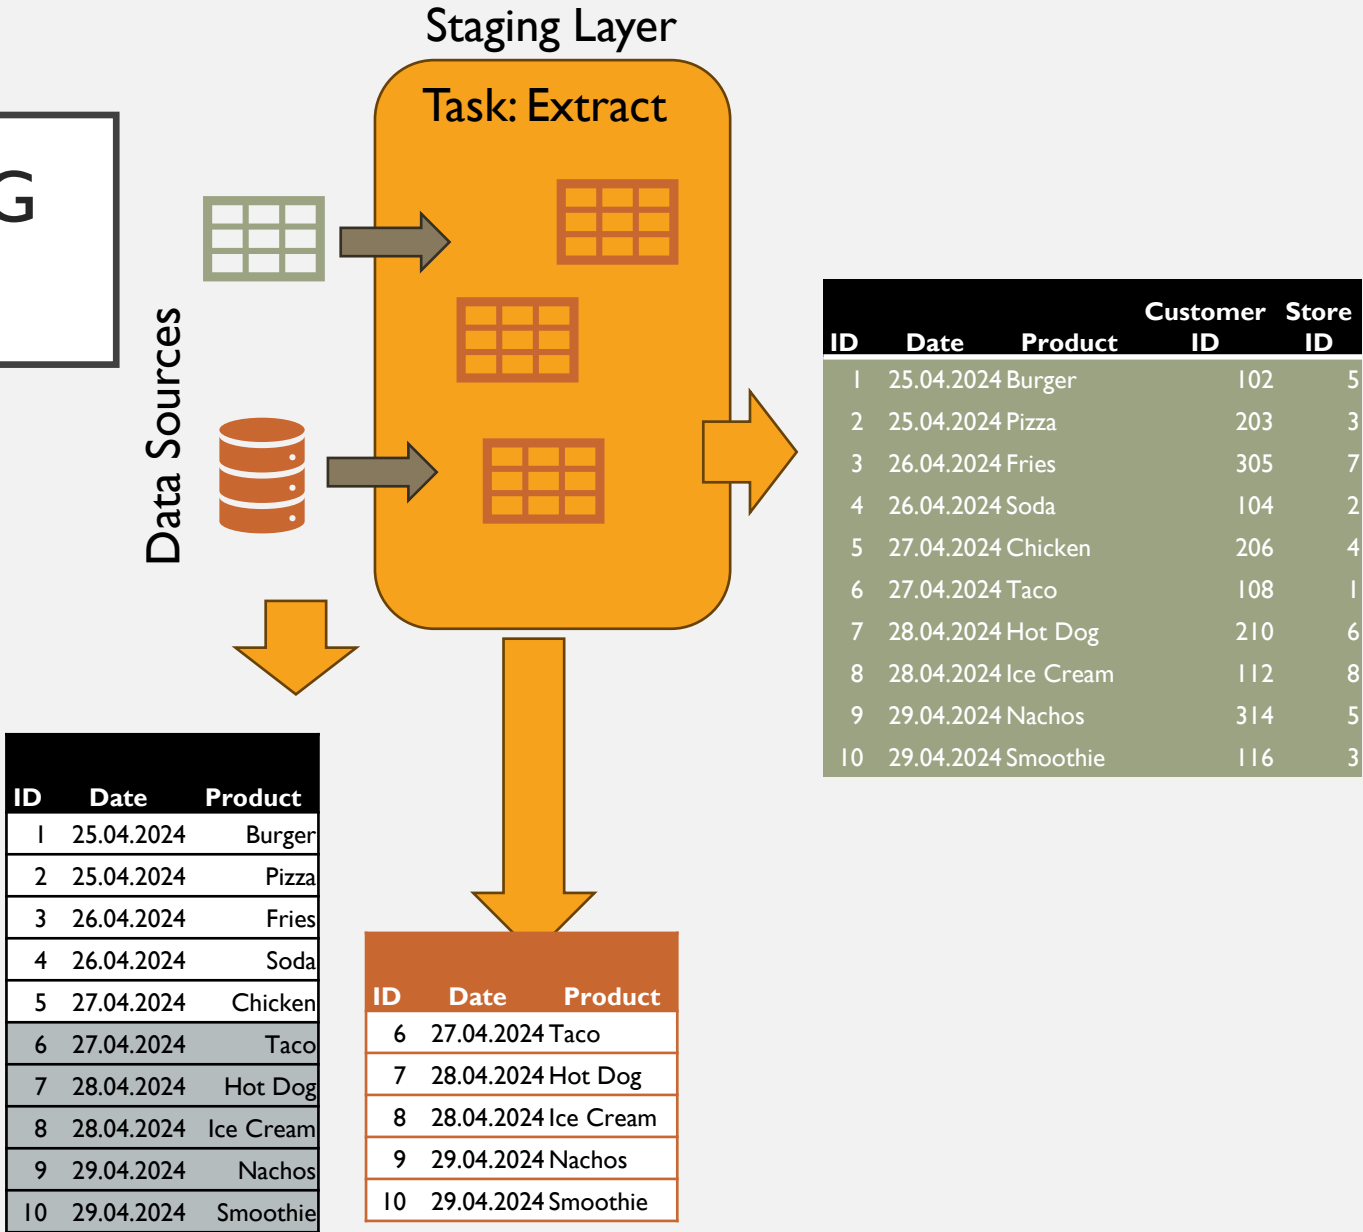 Staging Layer
Task: Extract
G
Data Sources
Customer Store
ID Date Product ID ID
1 25.04.2024 Burger 102 5
2 25.04.2024 Pizza 203 3
3 26.04.2024 Fries 305 7
4 26.04.2024 Soda 104 2
5 27.04.2024 Chicken 206 4
6 27.04.2024 Taco 108 1
7 28.04.2024 Hot Dog 210 6
8 28.04.2024 Ice Cream 112 8
9 29.04.2024 Nachos 314 5
10 29.04.2024 Smoothie 116 3
ID Date Product
1 25.04.2024 Burger
2 25.04.2024 Pizza
3 26.04.2024 Fries
4 26.04.2024 Soda
5 27.04.2024 Chicken
6 27.04.2024 Taco
7 28.04.2024 Hot Dog
8 28.04.2024 Ice Cream
9 29.04.2024 Nachos
10 29.04.2024 Smoothie
ID Date Product
6 27.04.2024 Taco
7 28.04.2024 Hot Dog
8 28.04.2024 Ice Cream
9 29.04.2024 Nachos
10 29.04.2024 Smoothie